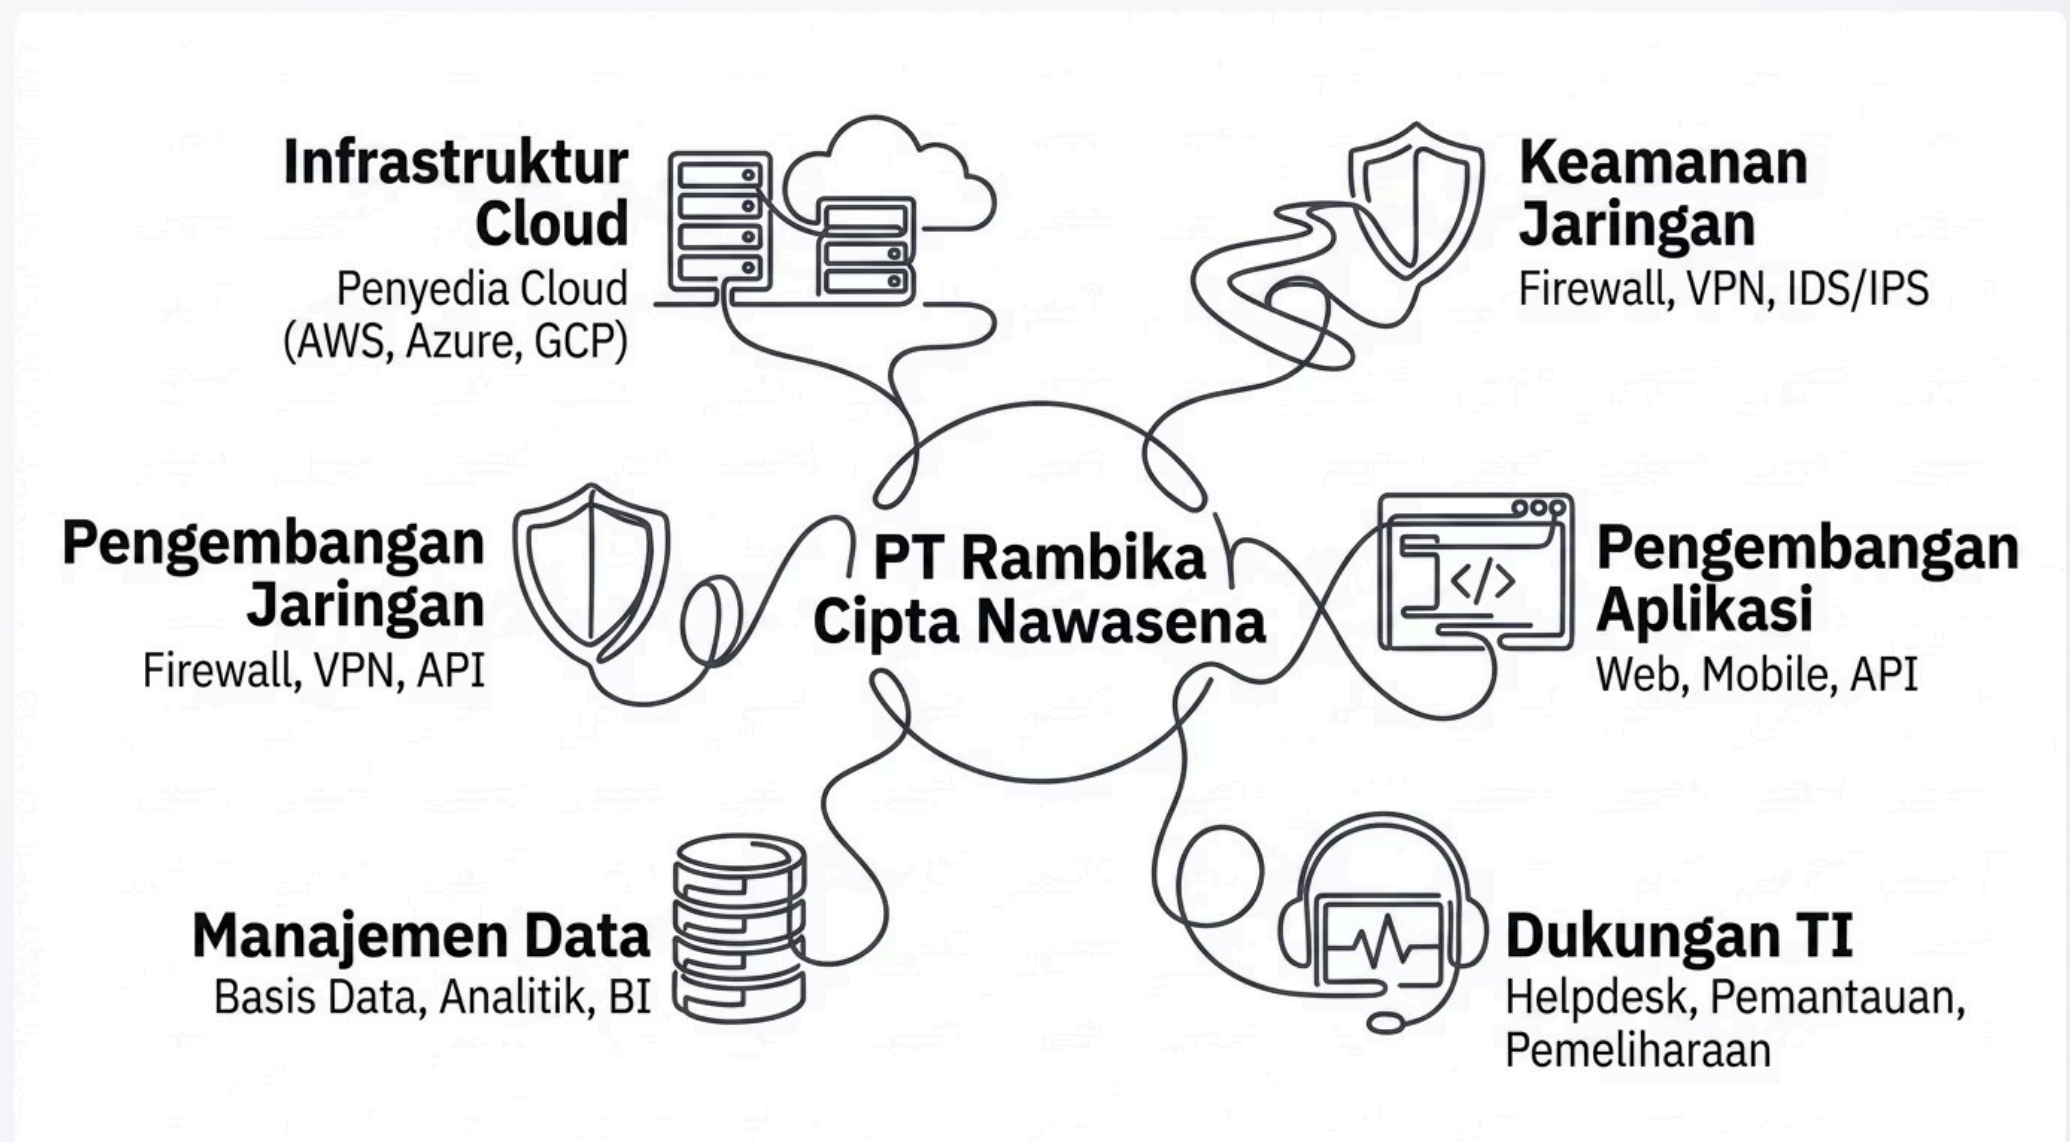 Infrastruktur
Cloud
Penyedia Cloud
(AWS, Azure, GCP)
Keamanan
Jaringan
Firewall, VPN, IDS/IPS
Pengembangan
Jaringan
Firewall, VPN, API
PT Rambika
Cipta Nawasena
</>
Pengembangan
Aplikasi
Web, Mobile, API
Manajemen Data
Basis Data, Analitik, BI
Dukungan TI
Helpdesk, Pemantauan,
Pemeliharaan